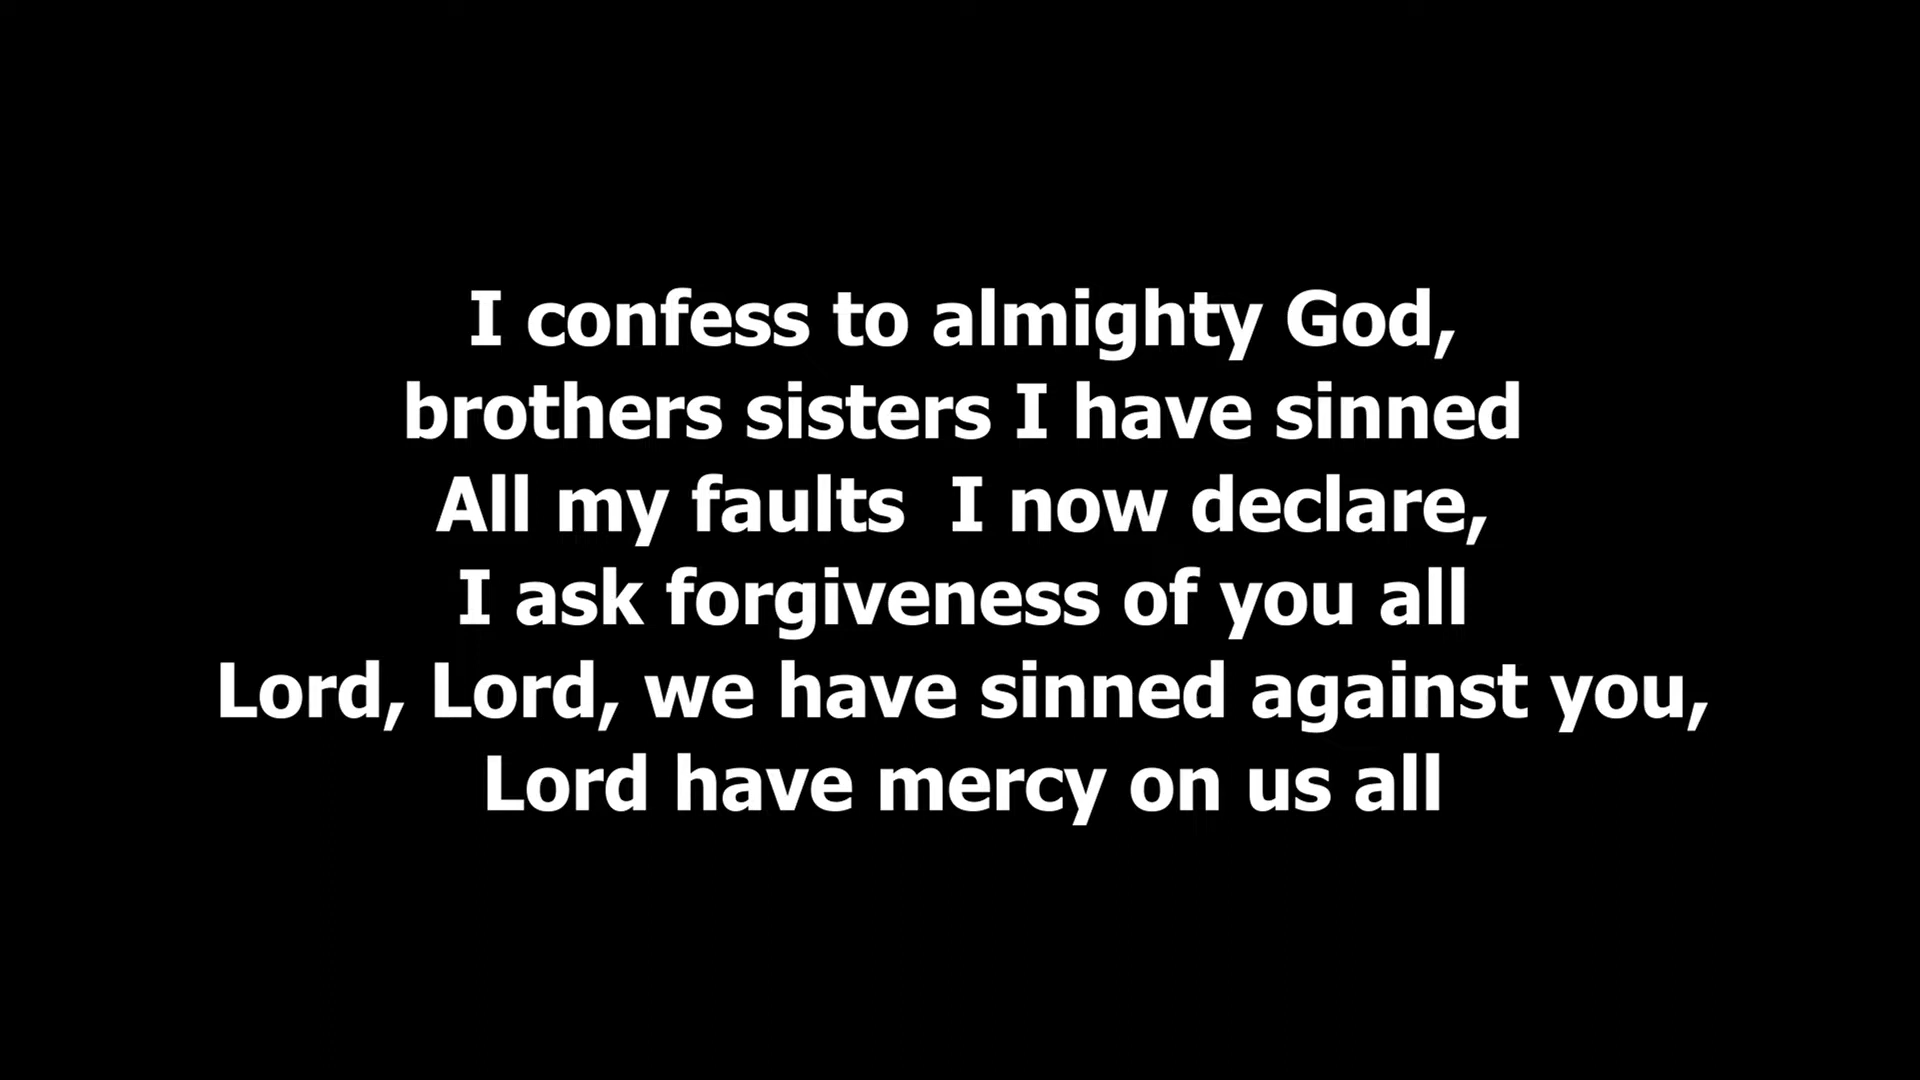 I confess to almighty God,
brothers sisters I have sinned
All my faults  I now declare,
I ask forgiveness of you all
Lord, Lord, we have sinned against you,
Lord have mercy on us all